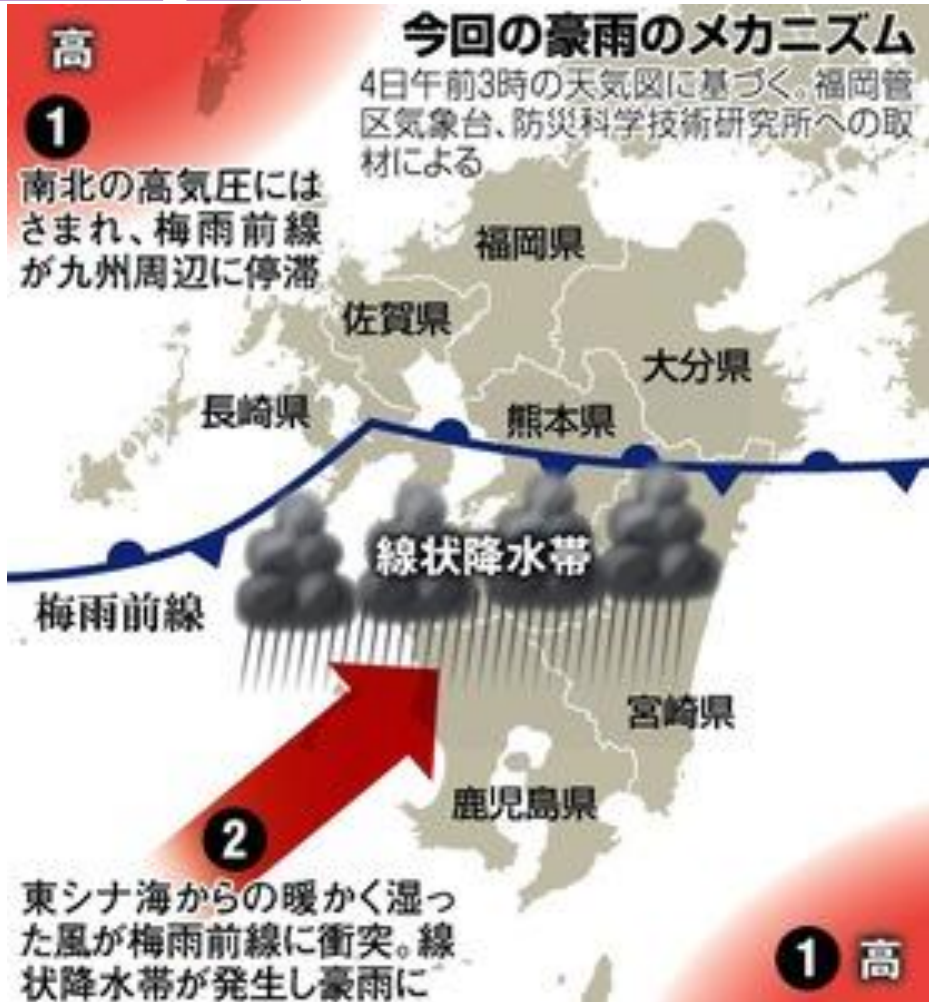 今回の豪雨のメカニズム
4日午前3時の天気図に基づく。福岡管
区気象台、防災科学技術研究所への取
材による
高
1
南北の高気圧には
さまれ、梅雨前線
が九州周辺に停滞
福岡県
佐賀県
大分県
長崎県
熊本県
線状降水帯
梅雨前線
宮崎県
鹿児島県
2
東シナ海からの暖かく湿っ
た風が梅雨前線に衝突。線
状降水帯が発生し豪雨に
1 高